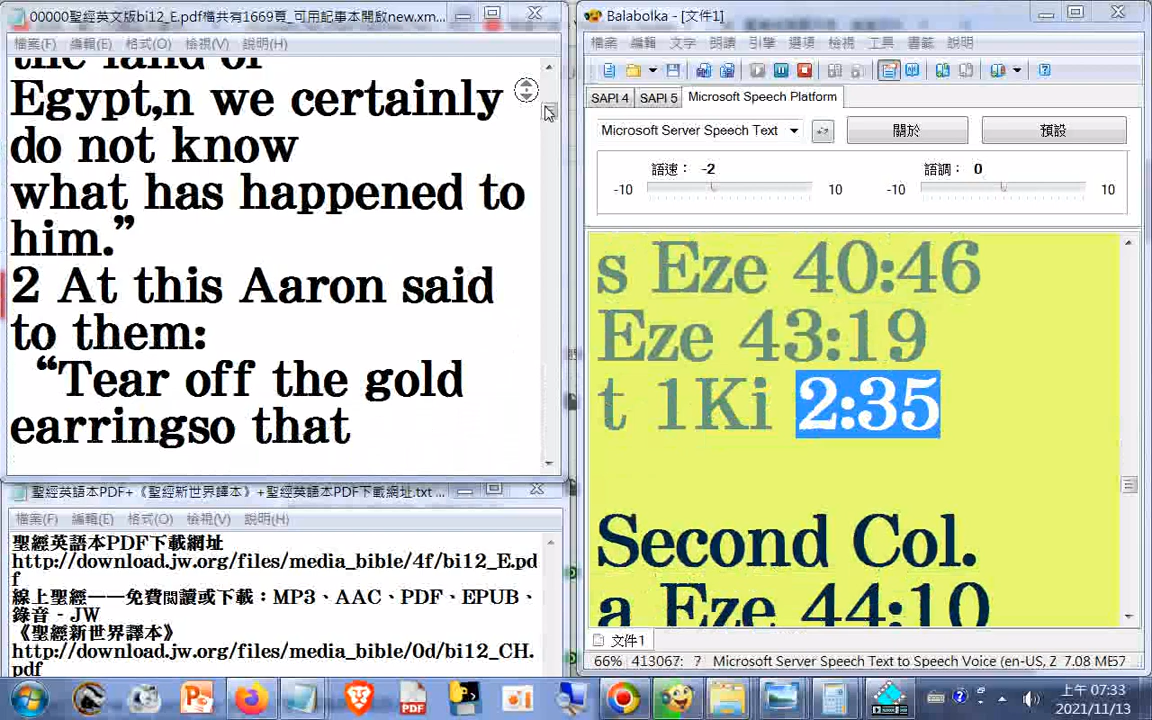 00000聖經英文版bi12_E.pdf檔共有1669頁_可用記事本開啟new.xm...
檔案(F) 編輯(E) 格式(O) 檢視(V) 說明(H)
the land of
Egypt,n we certainly
do not know
what has happened to
him.”
2 At this Aaron said
to them:
“Tear off the gold
earringso that
聖經英語本PDF+《聖經新世界譯本》+聖經英語本PDF下載網址.txt ...
檔案(F) 編輯(E) 格式(O) 檢視(V) 說明(H)
聖經英語本PDF下載網址
http://download.jw.org/files/media_bible/4f/bi12_E.pd
f
線上聖經——免費閱讀或下載：MP3、AAC、PDF、EPUB、
錄音 - JW
《聖經新世界譯本》
http://download.jw.org/files/media_bible/0d/bi12_CH.
pdf
Balabolka - [文件1]
檔案 編輯 文字 朗讀 引擎 選項 檢視 工具 書籤 說明
SAPI 4 SAPI 5 Microsoft Speech Platform
Microsoft Server Speech Text 關於 預設
語速： -2 語調： 0
-10 10 -10 10
s Eze 40:46
Eze 43:19
t 1Ki 2:35
Second Col.
a Eze 44:10
文件1
66% 413067: ? Microsoft Server Speech Text to Speech Voice (en-US, Z 7.08 ME57
上午 07:33
2021/11/13